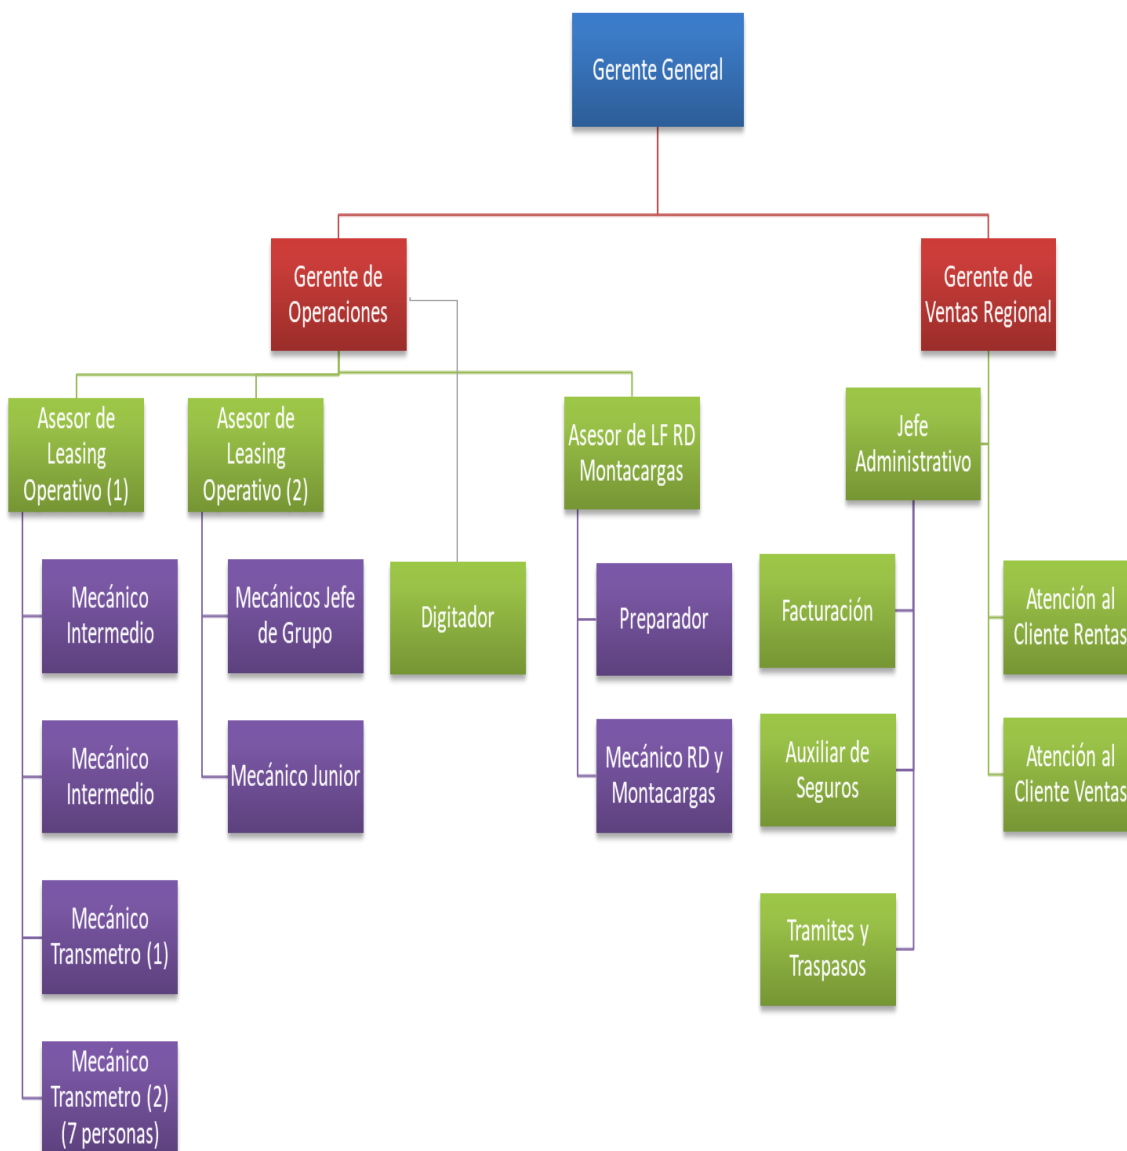 Gerente General
Gerente de
Operaciones
Gerente de
Ventas Regional
Asesor de
Leasing
Operativo (1)
Asesor de
Leasing
Operativo (2)
Asesor de LF RD
Montacargas
Jefe
Administrativo
Mecánico
Intermedio
Mecánicos Jefe
de Grupo
Digitador
Preparador
Facturación
Atención al
Cliente Rentas
Mecánico
Intermedio
Mecánico Junior
Mecánico RD y
Montacargas
Auxiliar de
Seguros
Atención al
Cliente Ventas
Mecánico
Transmetro (1)
Tramites y
Traspasos
Mecánico
Transmetro (2)
(7 personas)